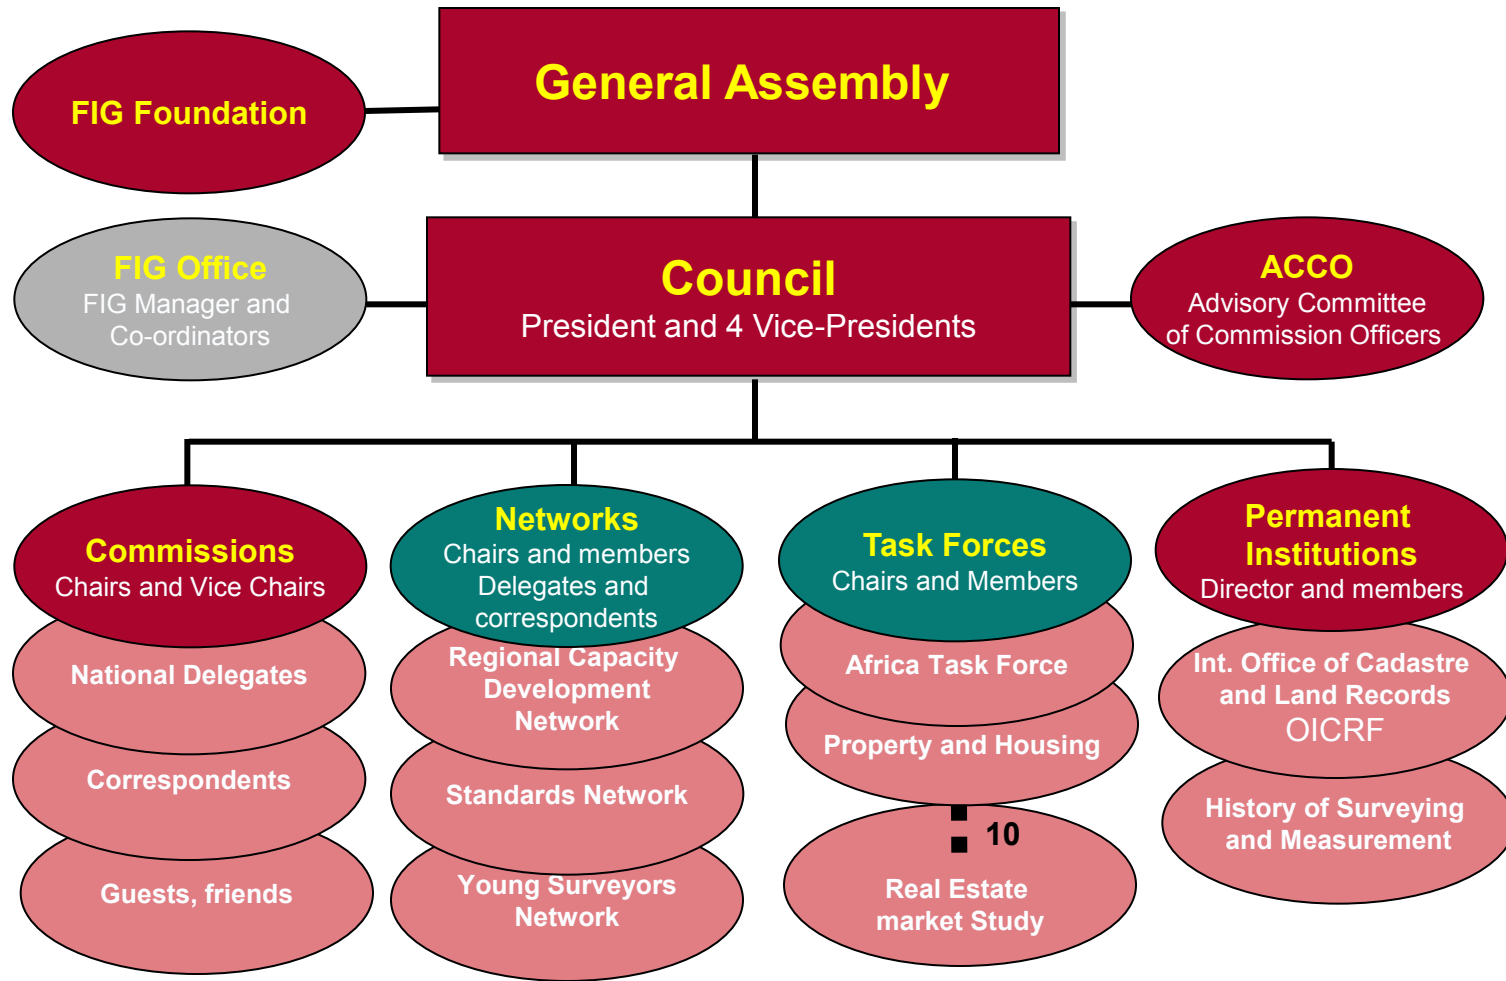 General Assembly
FIG Foundation
FIG Office
FIG Manager and
Co-ordinators
Council
President and 4 Vice-Presidents
ACCO
Advisory Committee
of Commission Officers
Commissions
Chairs and Vice Chairs
National Delegates
Correspondents
Guests, friends
Networks
Chairs and members
Delegates and
correspondents
Regional Capacity
Development
Network
Standards Network
Young Surveyors
Network
Task Forces
Chairs and Members
Africa Task Force
Property and Housing
10
Real Estate
market Study
Permanent
Institutions
Director and members
Int. Office of Cadastre
and Land Records
OICRF
History of Surveying
and Measurement